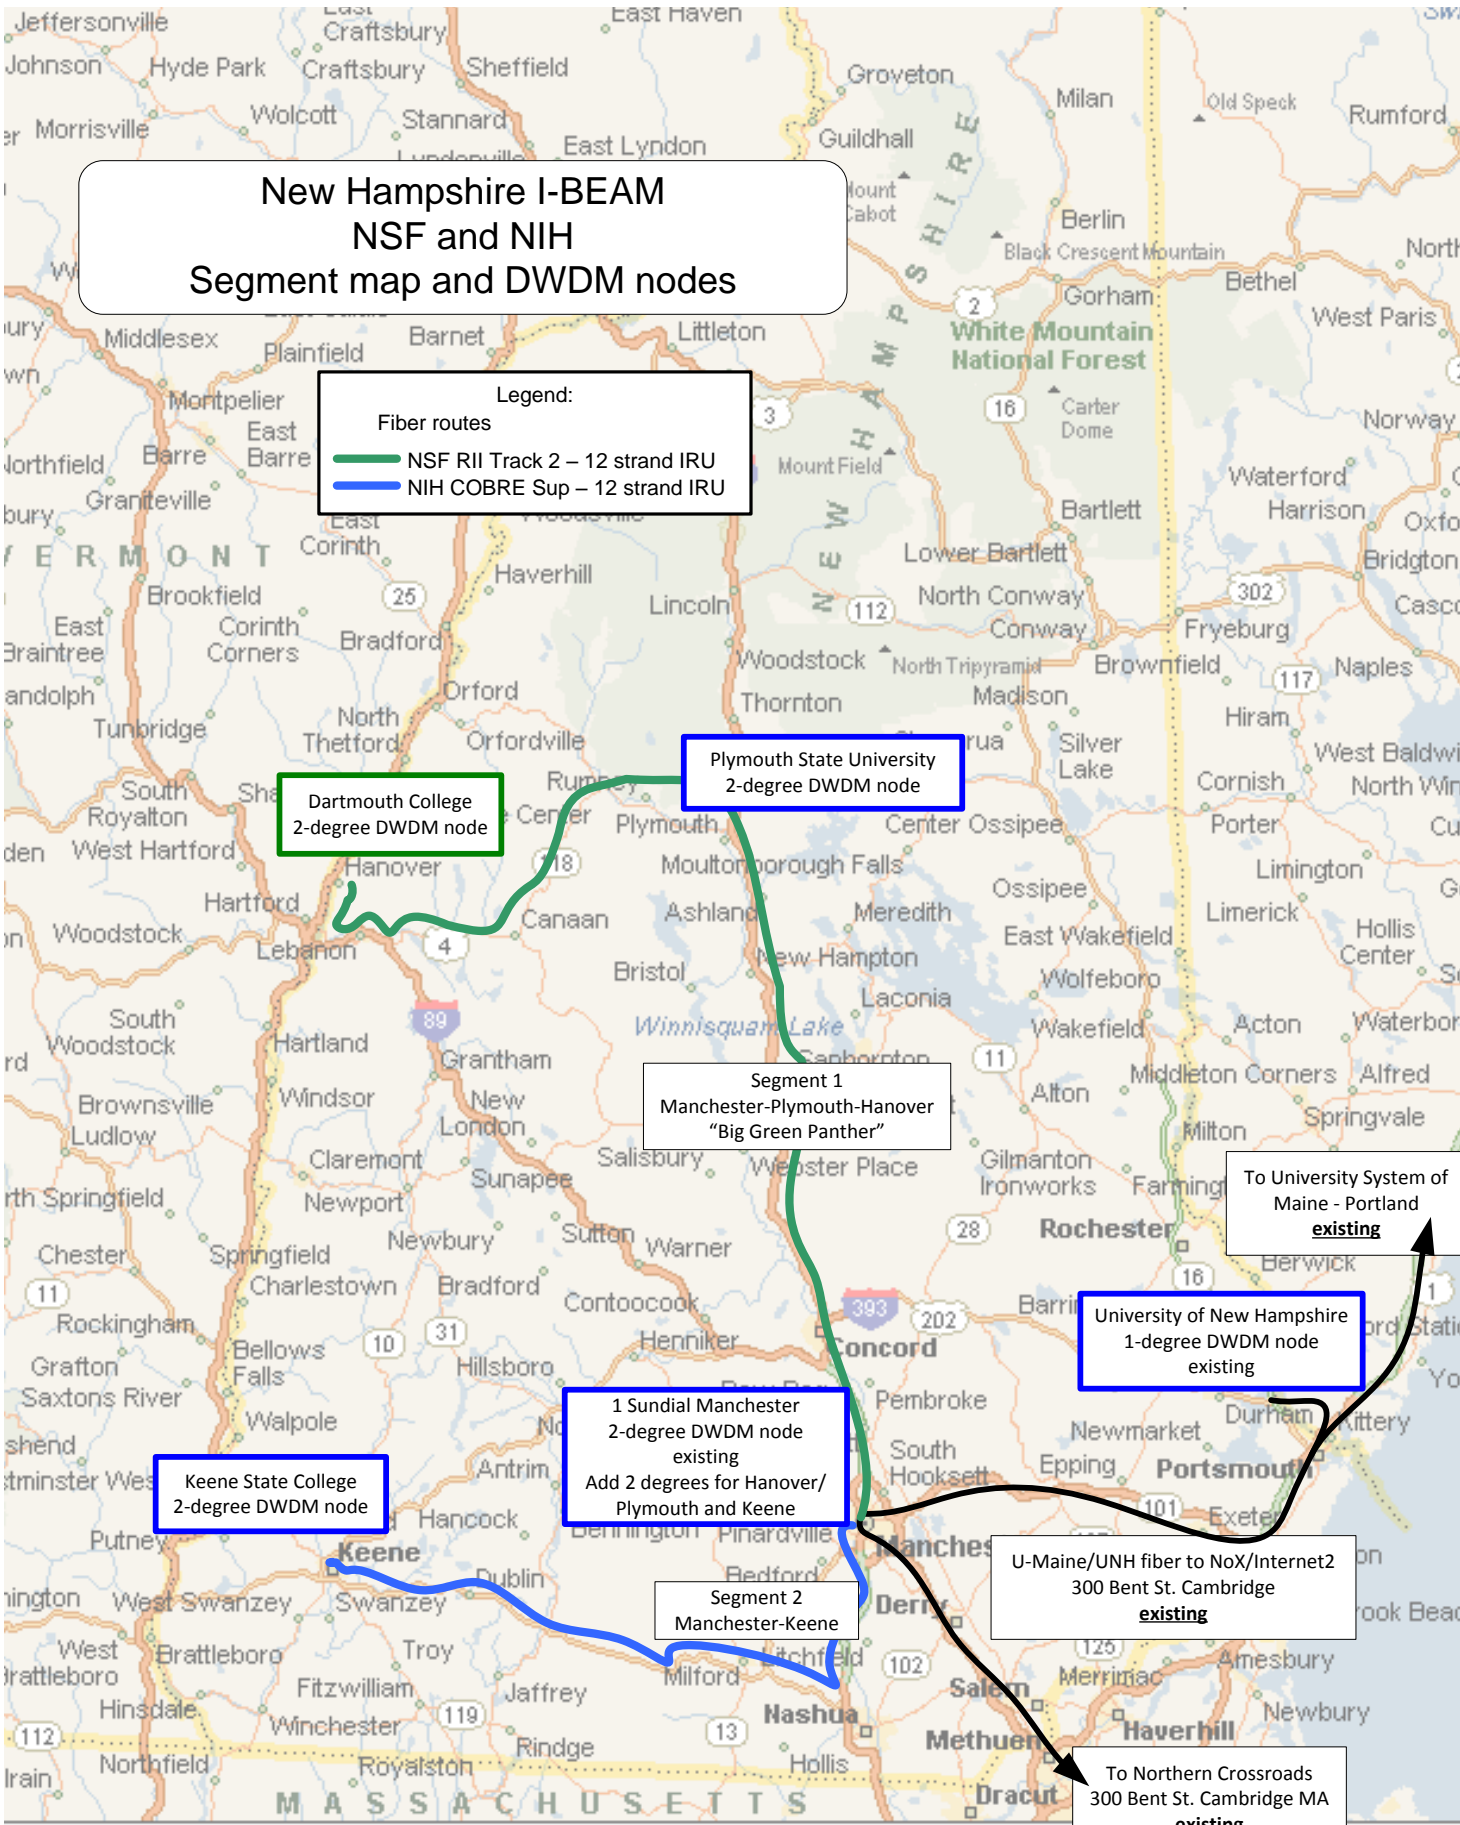 Jeffersonville
Craftsbury
East Haven
Johnson
Hyde Park
Craftsbury
Sheffield
Groveton
Milan
Old Speck
Rumford
Wolcott
Stannard
Morrisville
East Lyndon
Guildhall
New Hampshire I-BEAM
NSF and NIH
Segment map and DWDM nodes
Berlin
Black Crescent Mountain
Bethel
Gorham
2
White Mountain
National Forest
West Paris
Middlesex
Plainfield
Barnet
Littleton
Legend:
Fiber routes
NSF RII Track 2 – 12 strand IRU
NIH COBRE Sup – 12 strand IRU
Montpelier
East
Barre
Barre
3
16
Carter
Dome
Norway
Mount Field
Northfield
Graniteville
Waterford
Harrison
Bartlett
East
Corinth
VERMONT
NEW HAMPSHIRE
Lower Bartlett
Bridgton
Haverhill
Brookfield
25
Lincoln
112
North Conway
302
East
Braintree
Corinth
Corners
Bradford
Conway
Fryeburg
Woodstock
North Tripyramid
Brownfield
Naples
117
Orford
Thornton
Madison
Hiram
Tunbridge
North
Thetford
Orfordville
Silver
Lake
Plymouth State University
2-degree DWDM node
Rumney
Cornish
Dartmouth College
2-degree DWDM node
South
Royalton
Plymouth
Center Ossipee
Porter
West Hartford
Hanover
118
Moultonborough Falls
Limington
Ossipee
Hartford
Canaan
Ashland
Meredith
Limerick
Woodstock
Lebanon
4
East Wakefield
Hollis
Center
Bristol
New Hampton
Wolfeboro
Laconia
89
Winnisquam Lake
South
Woodstock
Hartland
Wakefield
Acton
Grantham
Sanbornton
11
Middleton Corners
Alfred
Segment 1
Manchester-Plymouth-Hanover
“Big Green Panther”
Brownsville
Windsor
New
London
Alton
Springvale
Ludlow
Milton
Claremont
Salisbury
Webster Place
Gilmanton
Ironworks
Sunapee
Newport
To University System of
Maine - Portland
existing
Sutton
Warner
28
Rochester
Chester
Springfield
Newbury
Berwick
11
Charlestown
Bradford
Contoocook
393
202
16
1
Rockingham
10
31
Henniker
Concord
University of New Hampshire
1-degree DWDM node
existing
Grafton
Bellows
Falls
Hillsboro
Saxtons River
Pembroke
Walpole
1 Sundial Manchester
2-degree DWDM node
existing
Add 2 degrees for Hanover/
Plymouth and Keene
Newmarket
Durham
Kittery
Antrim
South
Hooksett
Epping
Portsmouth
Keene State College
2-degree DWDM node
101
Exeter
Putney
Hancock
Bennington
Pinardville
Keene
Dublin
Bedford
U-Maine/UNH fiber to NoX/Internet2
300 Bent St. Cambridge
existing
West Swanzey
Swanzey
Segment 2
Manchester-Keene
Derry
West
Brattleboro
Brattleboro
Troy
Litchfield
102
125
Amesbury
Milford
Merrimac
Fitzwilliam
Jaffrey
Salem
Hinsdale
Winchester
119
13
Nashua
Haverhill
Newbury
112
Rindge
Methuen
Northfield
Royalston
Hollis
To Northern Crossroads
300 Bent St. Cambridge MA
existing
MASSACHUSETTS
Dracut